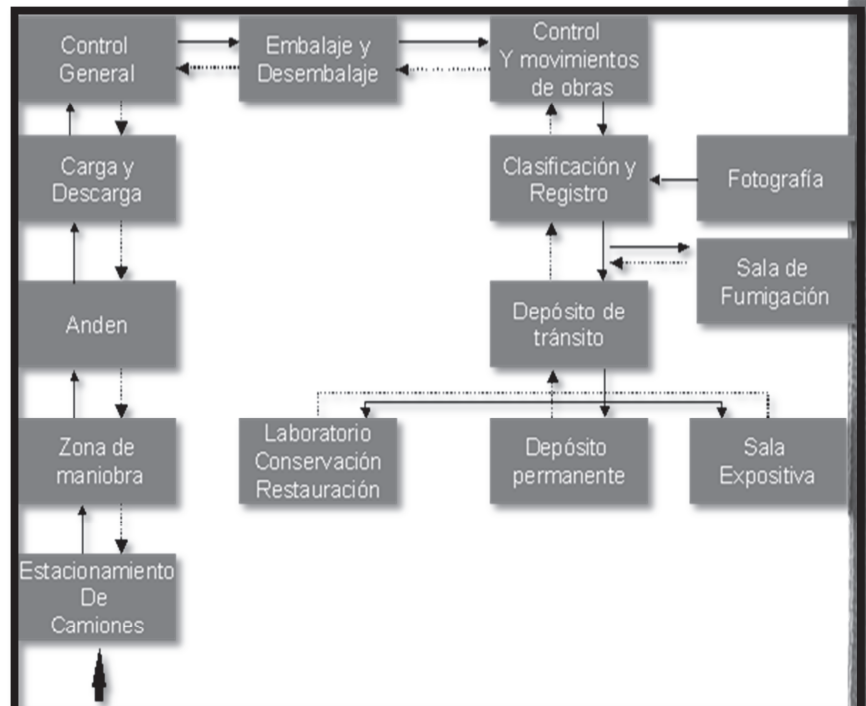 Control
General
Embalaje y
Desembalaje
Control
Y movimientos
de obras
Carga y
Descarga
Clasificación y
Registro
Fotografía
Sala de
Fumigación
Anden
Depósito de
tránsito
Zona de
maniobra
Laboratorio
Conservación
Restauración
Depósito
permanente
Sala
Expositiva
Estacionamiento
De
Camiones